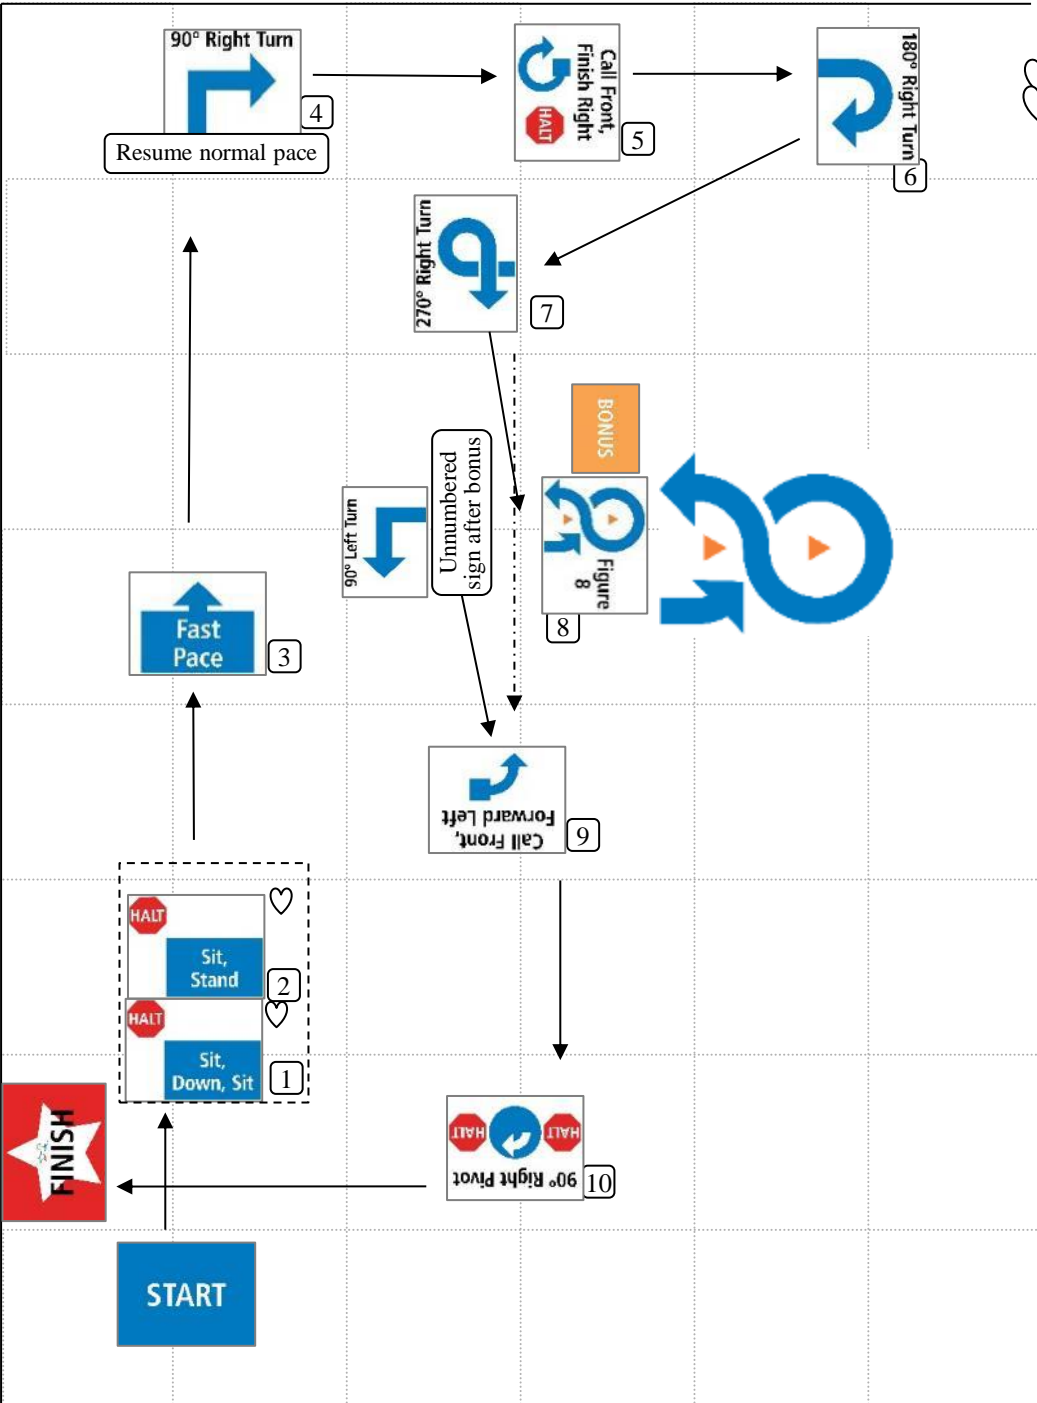 90° Right Turn
4
Resume normal pace
Call Front,
Finish Right
HALT
5
180° Right Turn
6
270° Right Turn
7
BONUS
Figure
8
8
90° Left Turn
Unnumbered
sign after bonus
Fast
Pace
3
Call Front,
Forward Left
9
HALT
Sit,
Stand
2
HALT
Sit,
Down, Sit
1
FINISH
HALT
HALT
90° Right Pivot
10
START